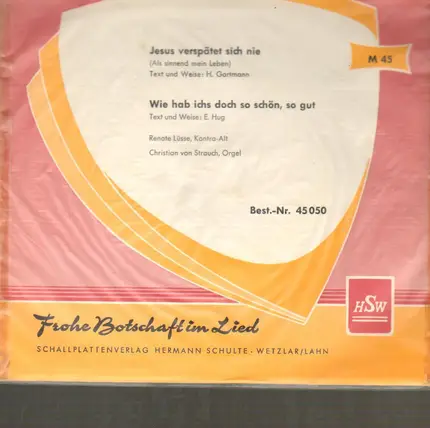 Jesus verspätet sich nie
(Als sinnend mein Leben)
Text und Weise: H. Gartmann
M 45
Wie hab ichs doch so schön, so gut
Text und Weise: E. Hug
Renate Lüsse, Kontra-Alt
Christian von Strauch, Orgel
Best.-Nr. 45 050
HSW
Frohe Botschaft im Lied
SCHALLPLATTENVERLAG HERMANN SCHULTE - WETZLAR/LAHN